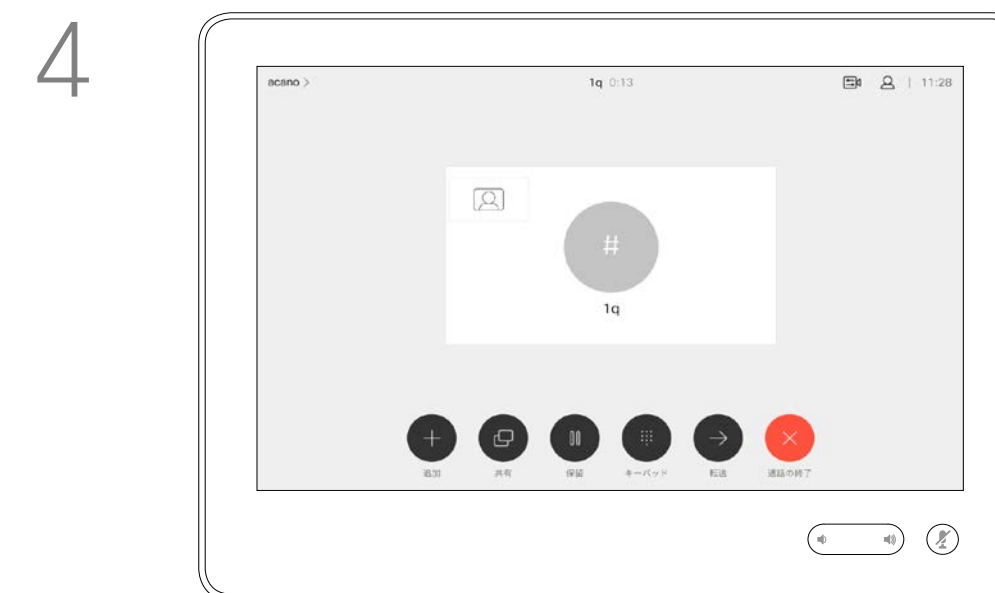 4
acano >
1q 0:13
| 11:28
#
1q
追加
共有
保留
キーパッド
転送
通話の終了